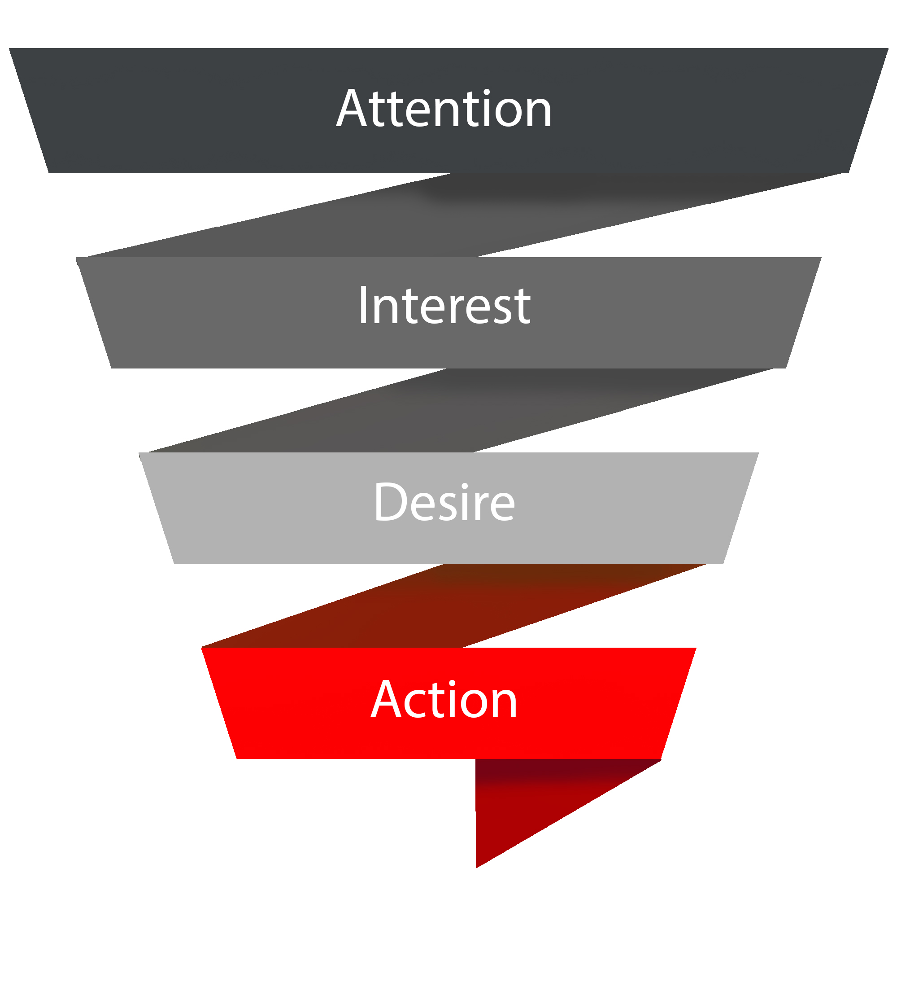 Attention
Interest
Desire
Action